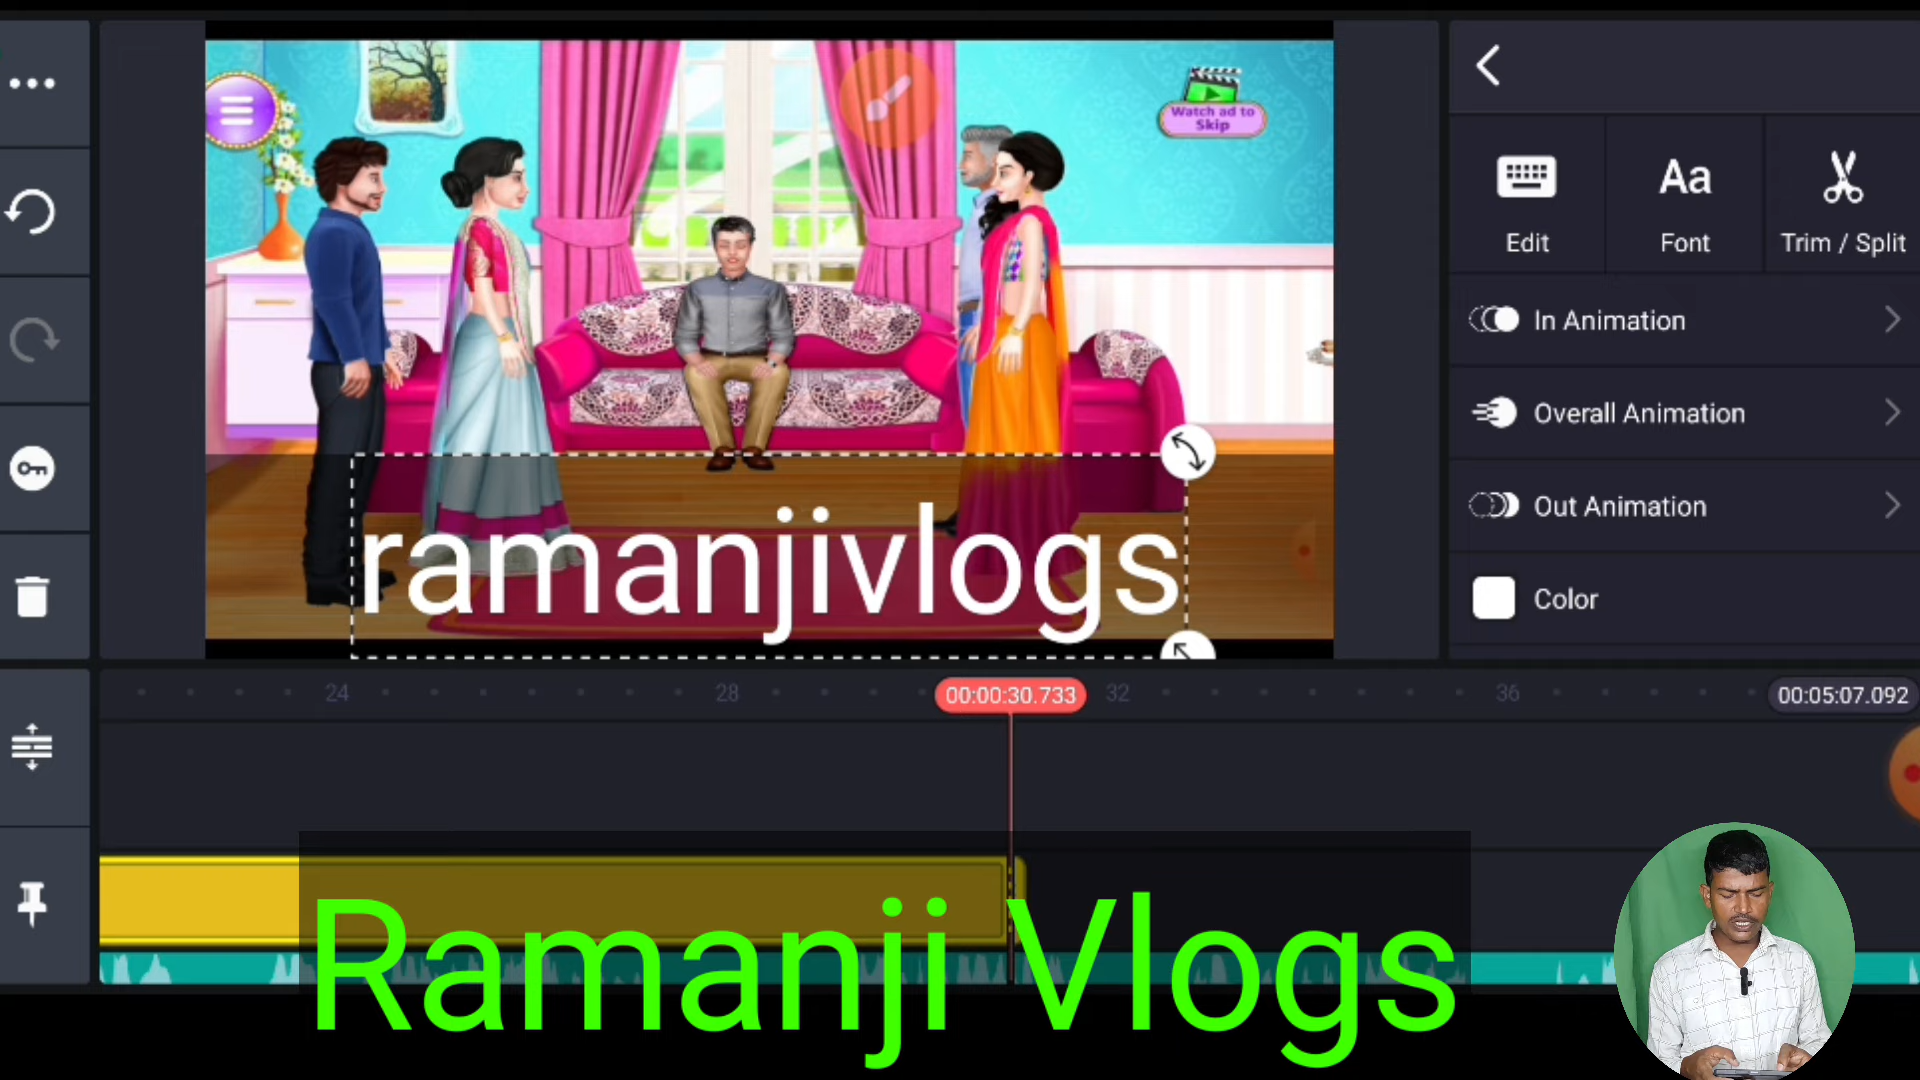 Watch ad to
Skip
Edit
Aa
Font
Trim / Split
In Animation
Overall Animation
Out Animation
Color
ramanjivlogs
24
28
00:00:30.733
32
36
00:05:07.092
Ramanji Vlogs